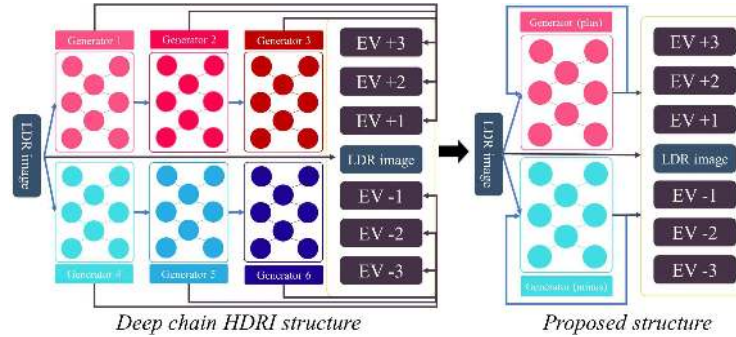 Generator 1
Generator 2
Generator 3
EV +3
EV +2
EV +1
LDR image
LDR image
EV -1
EV -2
EV -3
Generator 4
Generator 5
Generator 6
Deep chain HDRI structure
Generator (plus)
EV +3
EV +2
EV +1
LDR image
LDR image
EV -1
EV -2
EV -3
Generator (minus)
Proposed structure